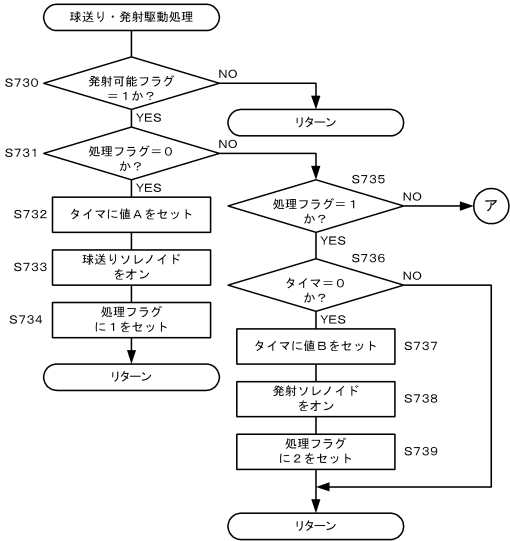 球送り・発射駆動処理
S730
発射可能フラグ
＝１か？
NO
YES
リターン
S731
処理フラグ＝０
か？
NO
YES
S732
タイマに値Ａをセット
S733
球送りソレノイド
をオン
S734
処理フラグ
に１をセット
リターン
S735
処理フラグ＝１
か？
NO
ア
YES
S736
タイマ＝０
か？
NO
YES
タイマに値Ｂをセット
S737
発射ソレノイド
をオン
S738
処理フラグ
に２をセット
S739
リターン